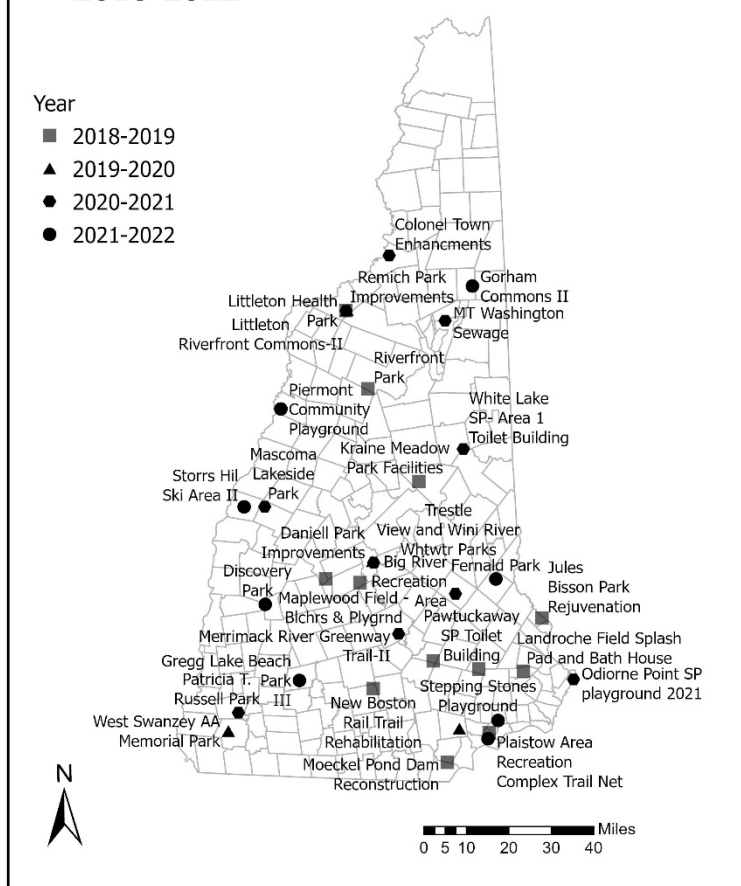 Year
2018-2019
2019-2020
2020-2021
2021-2022
Colonel Town
Enhancments
Remich Park
Improvements
Gorham
Commons II
Littleton Health
Park
Littleton
Riverfront Commons-II
MT Washington
Sewage
Riverfront
Park
Piermont
Community
Playground
White Lake
SP- Area 1
Toilet Building
Kraine Meadow
Park Facilities
Mascoma
Lakeside
Park
Storrs Hil
Ski Area II
Trestle
View and Wini River
Whtwtr Parks
Daniell Park
Improvements
Big River
Recreation
Area
Fernald Park
Jules
Bisson Park
Rejuvenation
Discovery
Park
Maplewood Field -
Blchrs & Plygrnd
Pawtuckaway
SP Toilet
Building
Merrimack River Greenway
Trail-II
Landroche Field Splash
Pad and Bath House
Odiorne Point SP
playground 2021
Gregg Lake Beach
Patricia T.
Russell Park
Park
III
Stepping Stones
Playground
New Boston
Rail Trail
Rehabilitation
West Swanzey AA
Memorial Park
Plaistow Area
Recreation
Complex Trail Net
Moeckel Pond Dam
Reconstruction
N
Miles
0 5 10 20 30 40